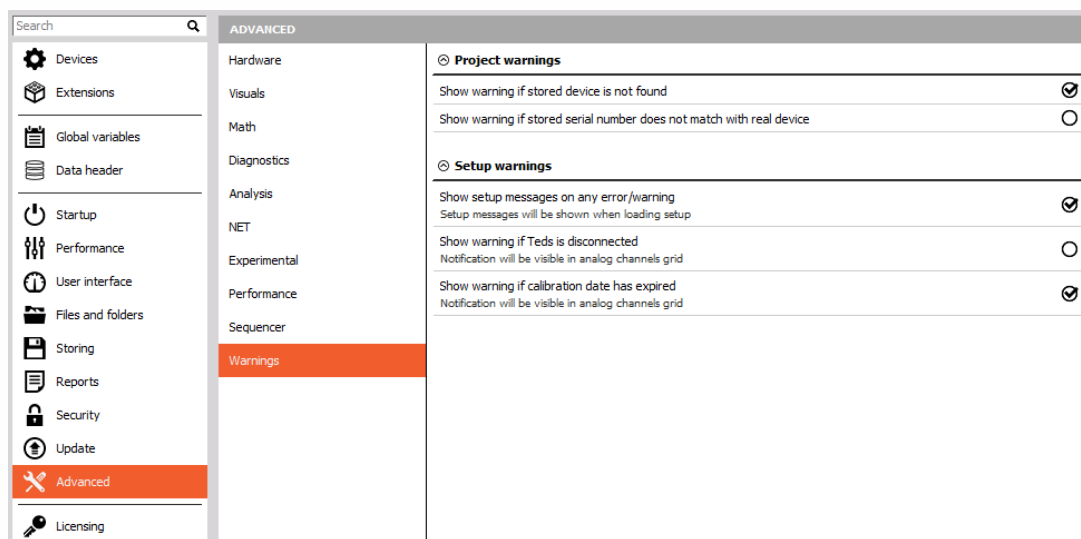 Search
Devices
Extensions
Global variables
Data header
Startup
Performance
User interface
Files and folders
Storing
Reports
Security
Update
Advanced
Licensing
ADVANCED
Hardware
Visuals
Math
Diagnostics
Analysis
NET
Experimental
Performance
Sequencer
Warnings
Project warnings
Show warning if stored device is not found
Show warning if stored serial number does not match with real device
Setup warnings
Show setup messages on any error/warning
Setup messages will be shown when loading setup
Show warning if Teds is disconnected
Notification will be visible in analog channels grid
Show warning if calibration date has expired
Notification will be visible in analog channels grid